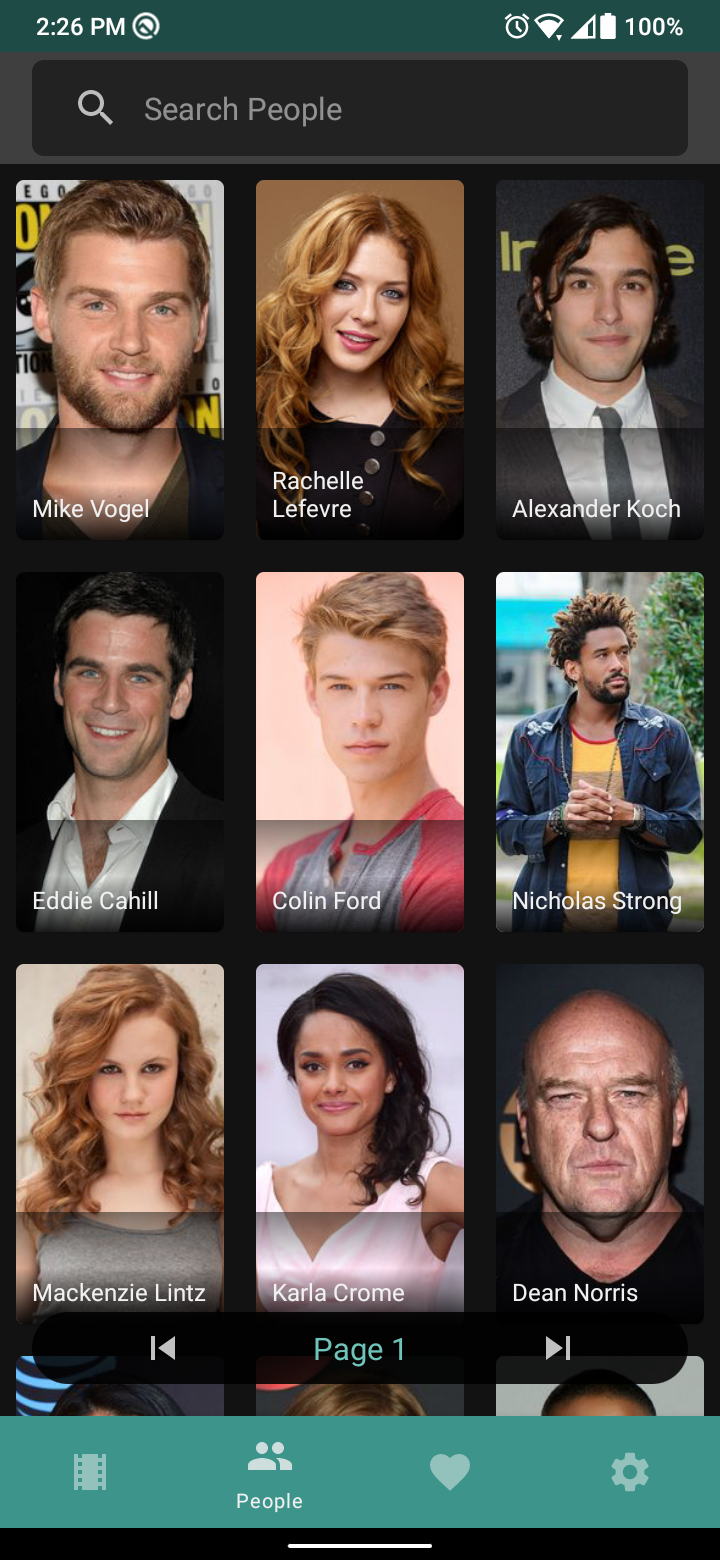 2:26 PM
100%
Search People
Mike Vogel
Rachelle
Lefevre
Alexander Koch
Eddie Cahill
Colin Ford
Nicholas Strong
Mackenzie Lintz
Karla Crome
Dean Norris
Page 1
People